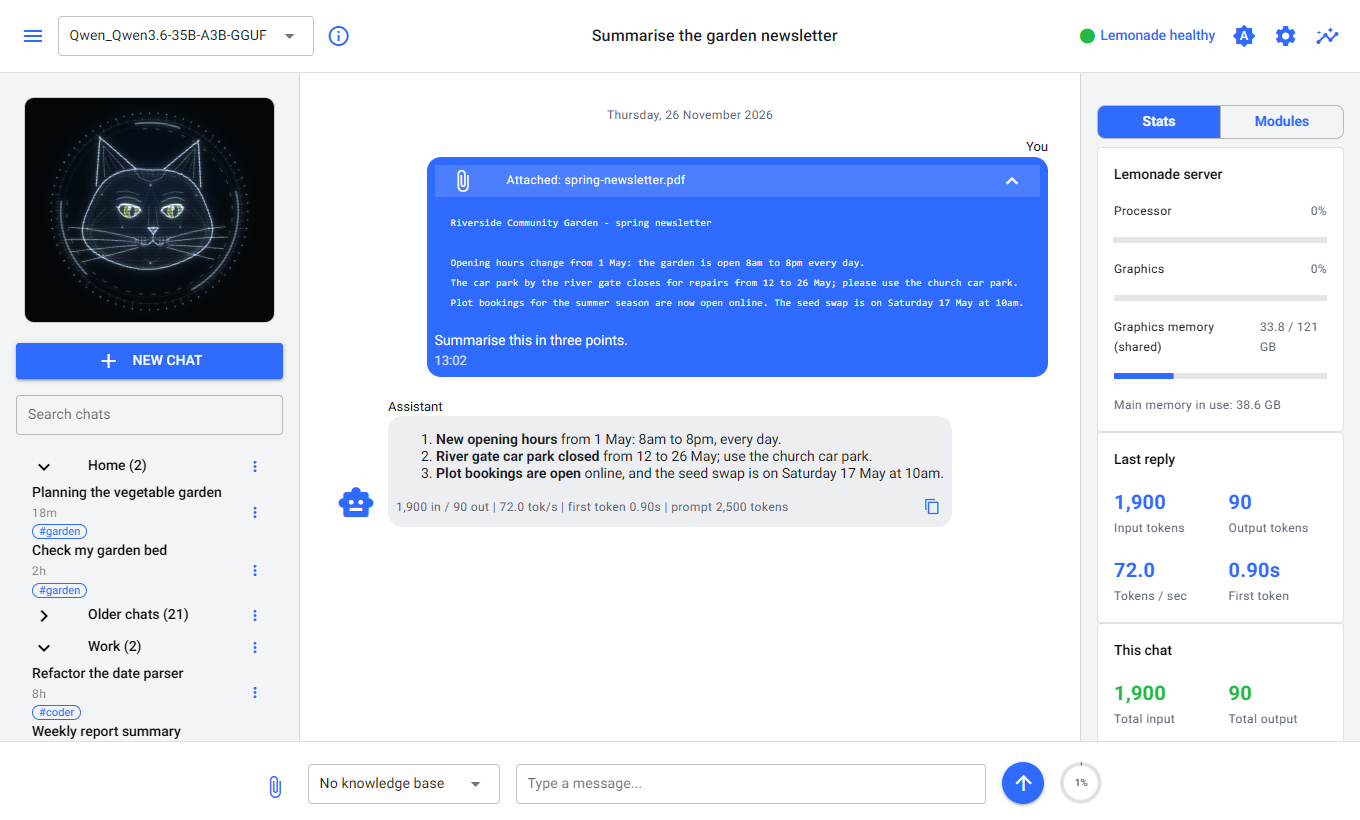 Qwen_Qwen3.6-35B-A3B-GGUF
Summarise the garden newsletter
Lemonade healthy
A
NEW CHAT
Search chats
Home (2)
Planning the vegetable garden
18m
#garden
Check my garden bed
2h
#garden
Older chats (21)
Work (2)
Refactor the date parser
8h
#coder
Weekly report summary
Thursday, 26 November 2026
You
Attached: spring-newsletter.pdf
Riverside Community Garden - spring newsletter
Opening hours change from 1 May: the garden is open 8am to 8pm every day.
The car park by the river gate closes for repairs from 12 to 26 May; please use the church car park.
Plot bookings for the summer season are now open online. The seed swap is on Saturday 17 May at 10am.
Summarise this in three points.
13:02
Assistant
1. New opening hours from 1 May: 8am to 8pm, every day.
2. River gate car park closed from 12 to 26 May; use the church car park.
3. Plot bookings are open online, and the seed swap is on Saturday 17 May at 10am.
1,900 in / 90 out | 72.0 tok/s | first token 0.90s | prompt 2,500 tokens
Stats
Modules
Lemonade server
Processor 0%
Graphics 0%
Graphics memory 33.8 / 121
(shared) GB
Main memory in use: 38.6 GB
Last reply
1,900 90
Input tokens Output tokens
72.0 0.90s
Tokens / sec First token
This chat
1,900 90
Total input Total output
No knowledge base
Type a message...
1%